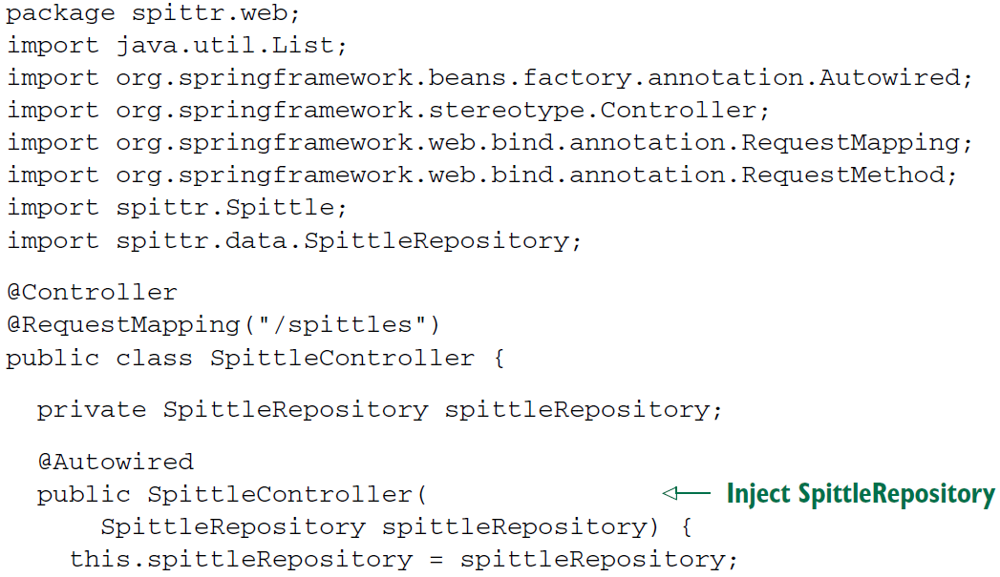 package spittr.web;
import java.util.List;
import org.springframework.beans.factory.annotation.Autowired;
import org.springframework.stereotype.Controller;
import org.springframework.web.bind.annotation.RequestMapping;
import org.springframework.web.bind.annotation.RequestMethod;
import spittr.Spittle;
import spittr.data.SpittleRepository;
@Controller
@RequestMapping("/spittles")
public class SpittleController {
private SpittleRepository spittleRepository;
@Autowired
public SpittleController( Inject SpittleRepository
SpittleRepository spittleRepository) {
this.spittleRepository = spittleRepository;